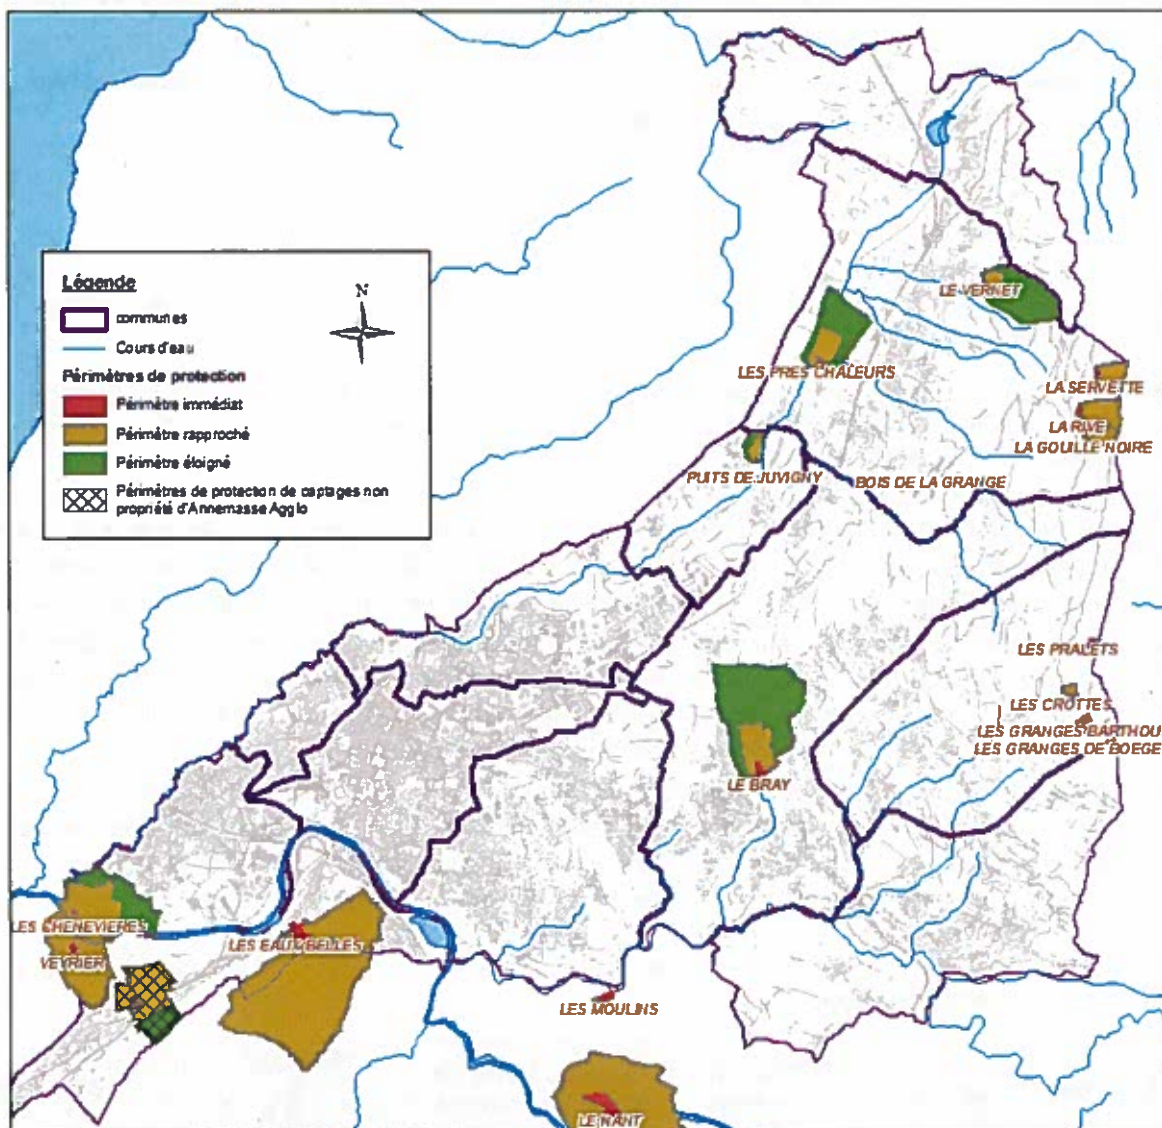 Légende
N
communes
Cours d'eau
Périmètres de protection
Périmètre immédiat
Périmètre rapproché
Périmètre éloigné
Périmètres de protection de captages non
propriété d'Annemasse Agglo
LE VERNET
LES PRES CHALEURS
LA SERVETTE
LA RIVE
LA GOUILLE NOIRE
PUITS DE JUVIGNY
BOIS DE LA GRANGE
LES PRALETS
LES CROTTES
LES GRANGES BARTHOU
LES GRANGES DE BOEGE
LE BRAY
LES CHENEVIERES
LES EAUX BELLES
VEYRIER
LES MOULINS
LE NANT